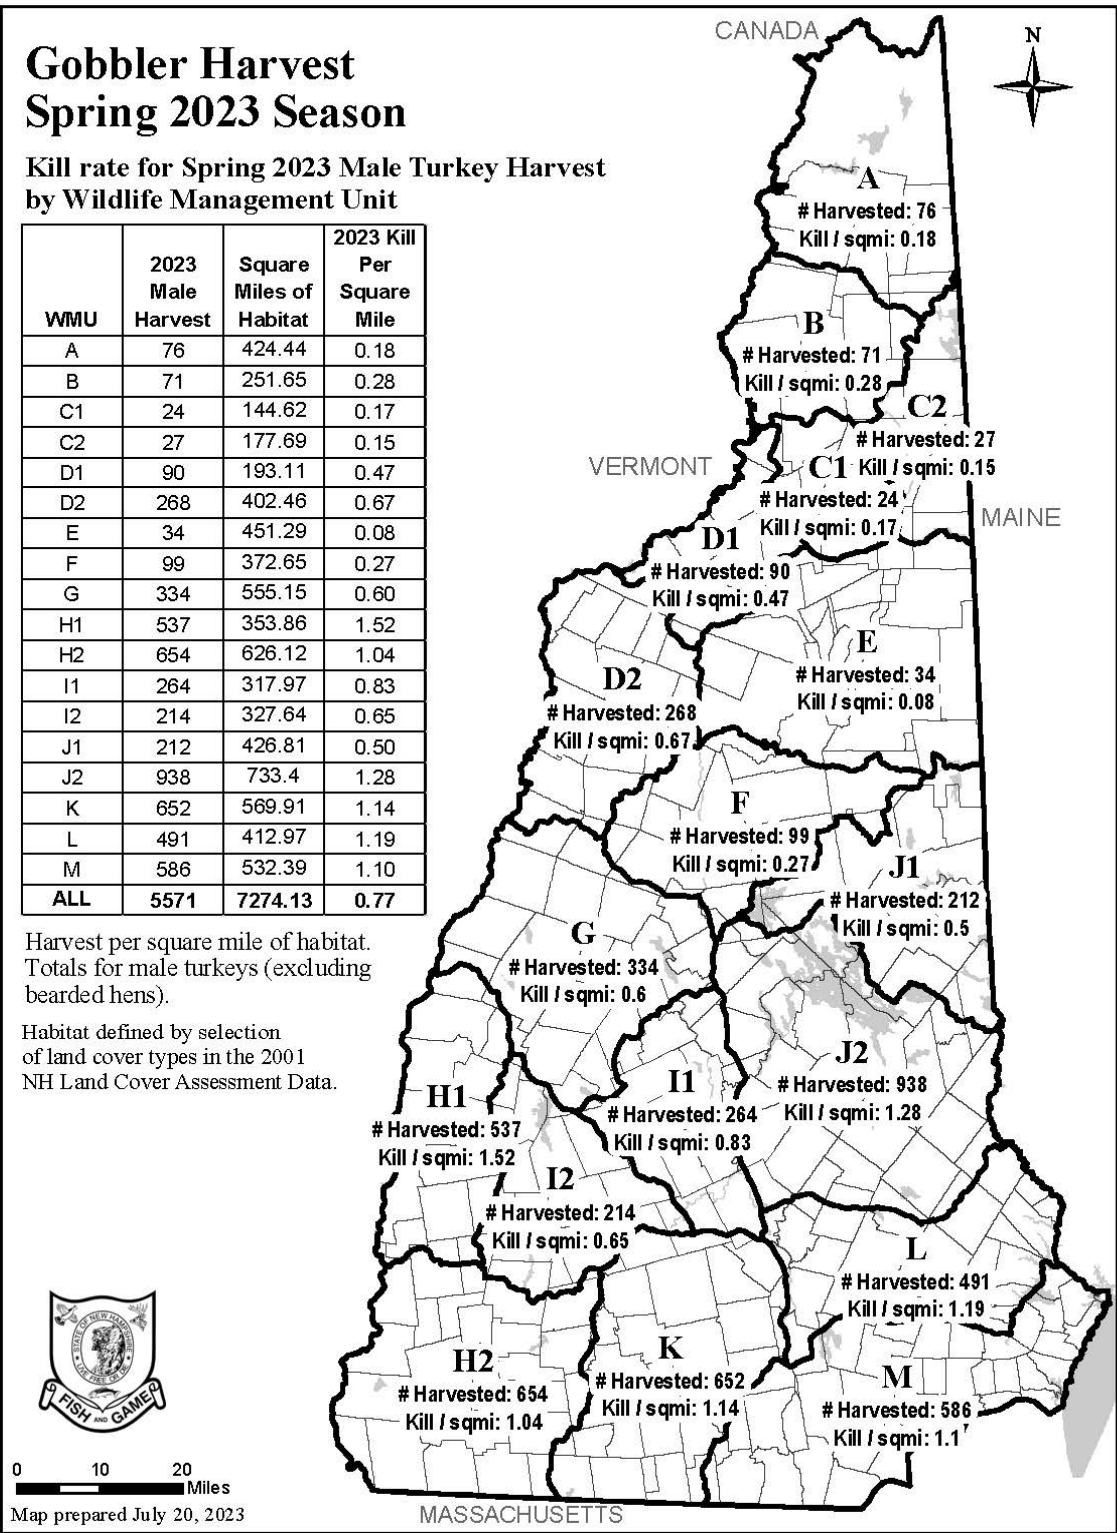 Gobbler Harvest
Spring 2023 Season
Kill rate for Spring 2023 Male Turkey Harvest
by Wildlife Management Unit
WMU 2023 Male Harvest Square Miles of Habitat 2023 Kill Per Square Mile
A 76 424.44 0.18
B 71 251.65 0.28
C1 24 144.62 0.17
C2 27 177.69 0.15
D1 90 193.11 0.47
D2 268 402.46 0.67
E 34 451.29 0.08
F 99 372.65 0.27
G 334 555.15 0.60
H1 537 353.86 1.52
H2 654 626.12 1.04
I1 264 317.97 0.83
I2 214 327.64 0.65
J1 212 426.81 0.50
J2 938 733.4 1.28
K 652 569.91 1.14
L 491 412.97 1.19
M 586 532.39 1.10
ALL 5571 7274.13 0.77
Harvest per square mile of habitat.
Totals for male turkeys (excluding
bearded hens).
Habitat defined by selection
of land cover types in the 2001
NH Land Cover Assessment Data.
CANADA
N
A
# Harvested: 76
Kill / sqmi: 0.18
B
# Harvested: 71
Kill / sqmi: 0.28
C2
# Harvested: 27
Kill / sqmi: 0.15
VERMONT
C1
# Harvested: 24
Kill / sqmi: 0.17
MAINE
D1
# Harvested: 90
Kill / sqmi: 0.47
E
# Harvested: 34
Kill / sqmi: 0.08
D2
# Harvested: 268
Kill / sqmi: 0.67
F
# Harvested: 99
Kill / sqmi: 0.27
J1
# Harvested: 212
Kill / sqmi: 0.5
G
# Harvested: 334
Kill / sqmi: 0.6
J2
# Harvested: 938
Kill / sqmi: 1.28
I1
# Harvested: 264
Kill / sqmi: 0.83
H1
# Harvested: 537
Kill / sqmi: 1.52
I2
# Harvested: 214
Kill / sqmi: 0.65
L
# Harvested: 491
Kill / sqmi: 1.19
K
# Harvested: 652
Kill / sqmi: 1.14
H2
# Harvested: 654
Kill / sqmi: 1.04
M
# Harvested: 586
Kill / sqmi: 1.1
MASSACHUSETTS
STATE OF NEW HAMPSHIRE
LIVE FREE OR DIE
FISH AND GAME
0 10 20
Miles
Map prepared July 20, 2023